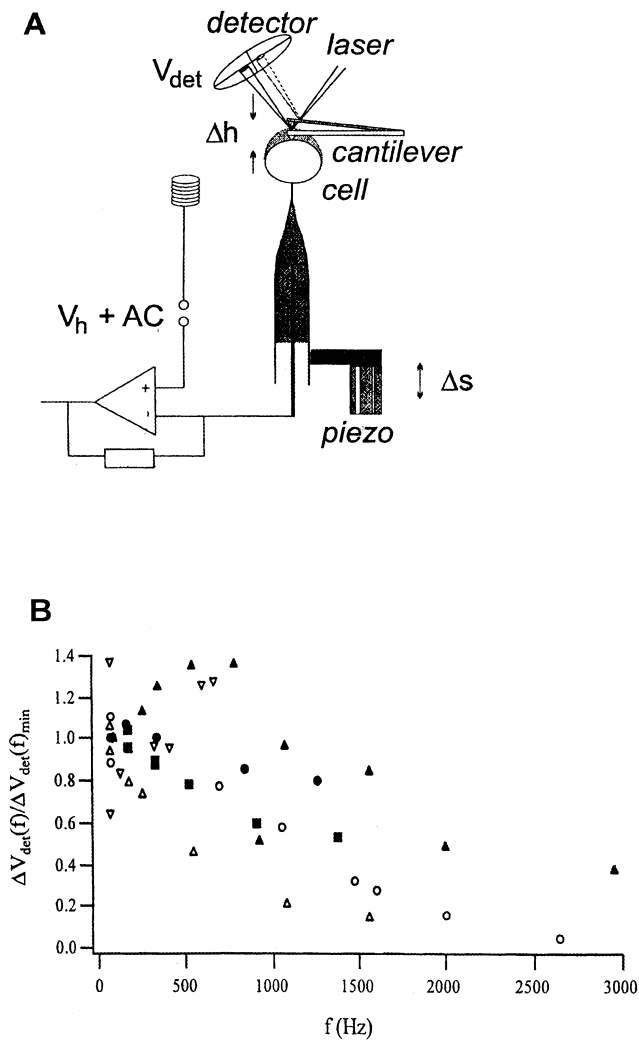 A
detector
laser
V_det
Δh
cantilever
cell
V_h + AC
+
-
Δs
piezo
B
ΔV_det(f)/ΔV_det(f)_min
1.4
1.2
1.0
0.8
0.6
0.4
0.2
0.0
0 500 1000 1500 2000 2500 3000
f (Hz)